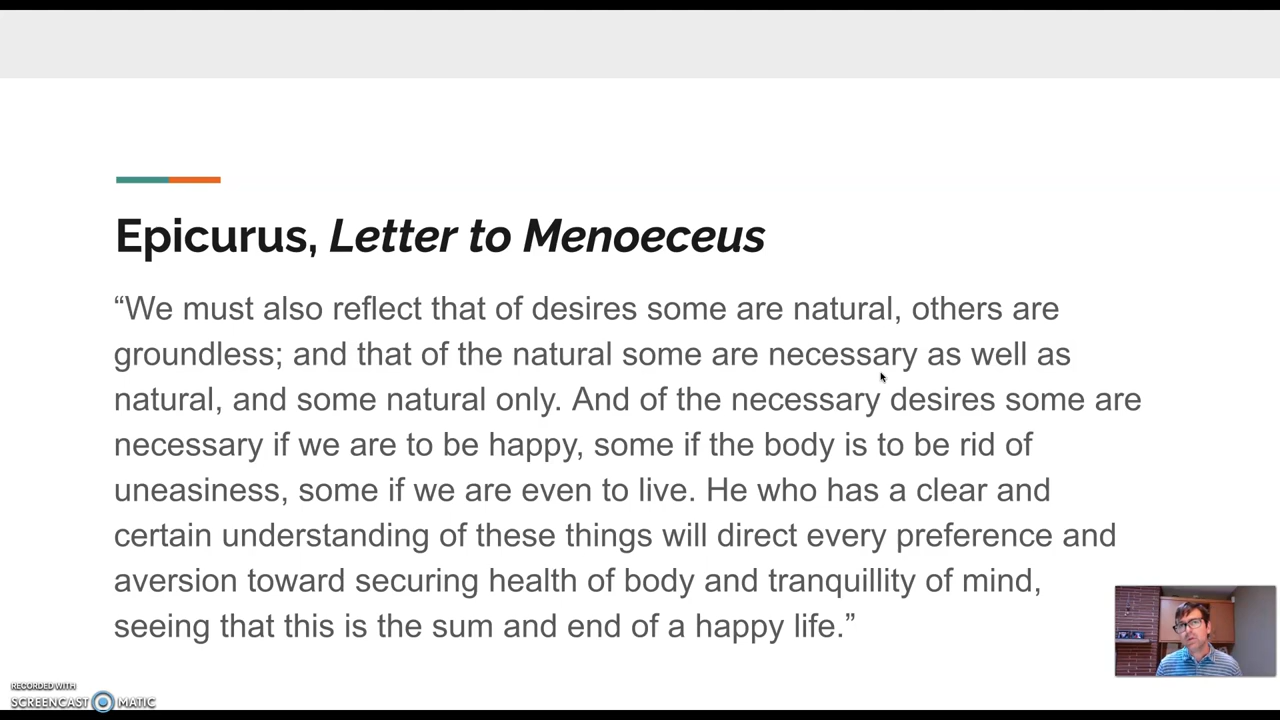 Epicurus, Letter to Menoeceus
“We must also reflect that of desires some are natural, others are
groundless; and that of the natural some are necessary as well as
natural, and some natural only. And of the necessary desires some are
necessary if we are to be happy, some if the body is to be rid of
uneasiness, some if we are even to live. He who has a clear and
certain understanding of these things will direct every preference and
aversion toward securing health of body and tranquillity of mind,
seeing that this is the sum and end of a happy life.”
RECORDED WITH
SCREENCAST MATIC